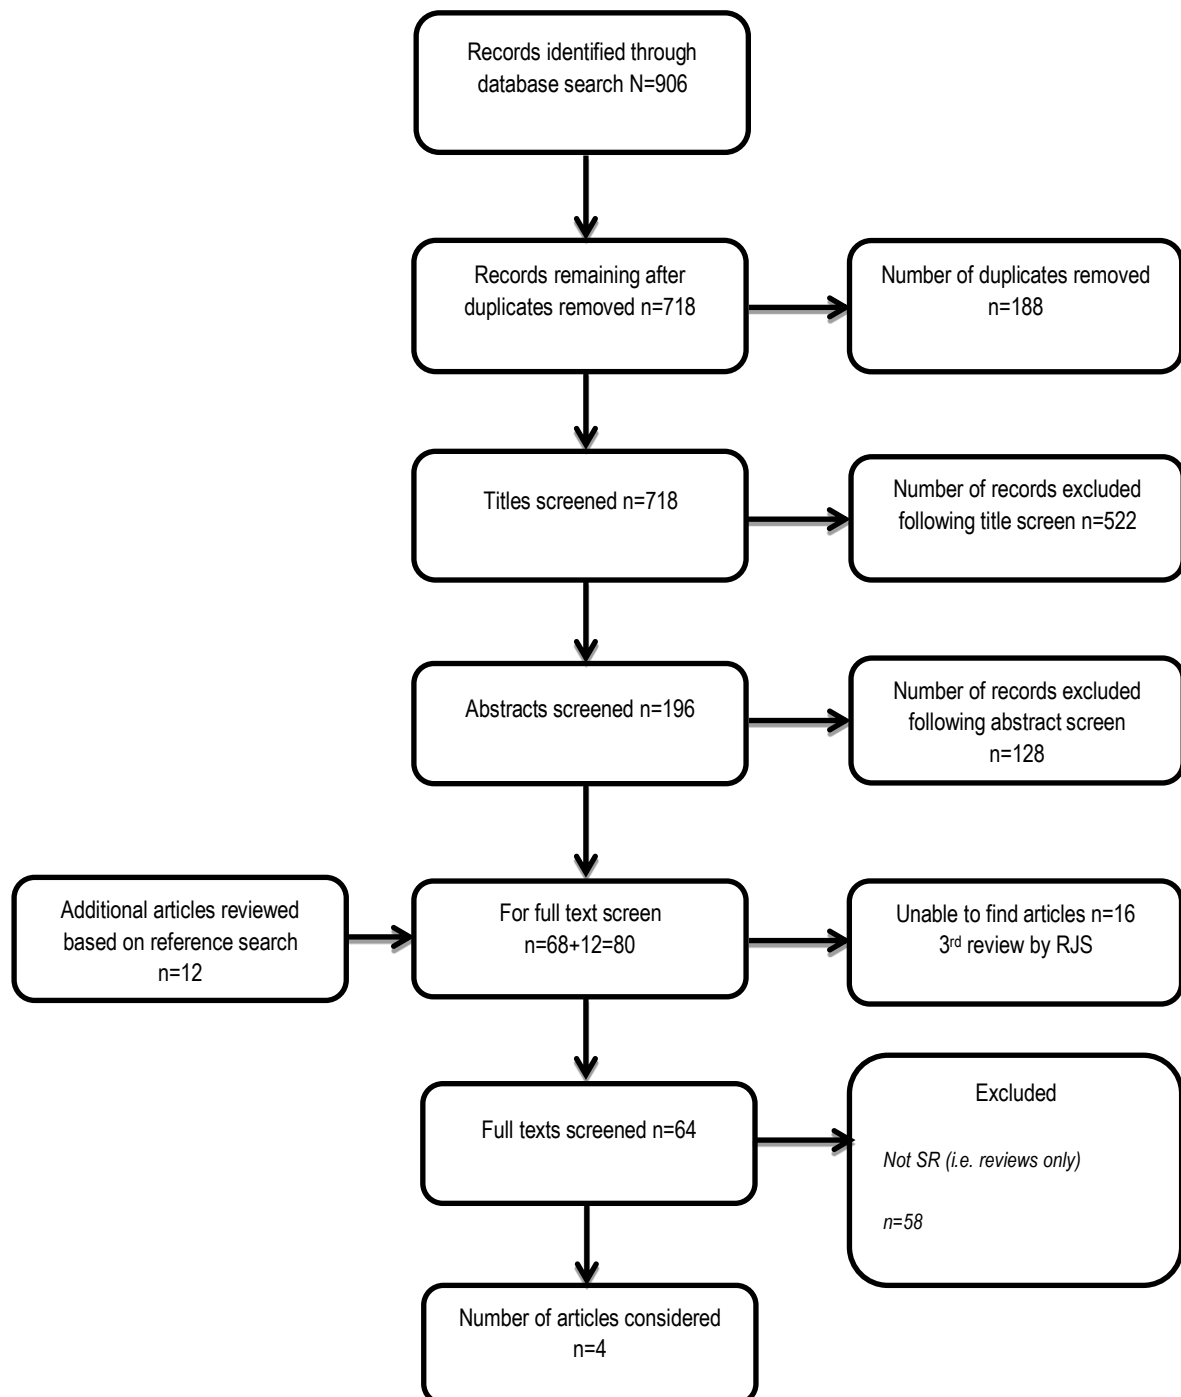 Records identified through
database search N=906
Records remaining after
duplicates removed n=718
Number of duplicates removed
n=188
Titles screened n=718
Number of records excluded
following title screen n=522
Abstracts screened n=196
Number of records excluded
following abstract screen
n=128
Additional articles reviewed
based on reference search
n=12
For full text screen
n=68+12=80
Unable to find articles n=16
3rd review by RJS
Full texts screened n=64
Excluded
Not SR (i.e. reviews only)
n=58
Number of articles considered
n=4